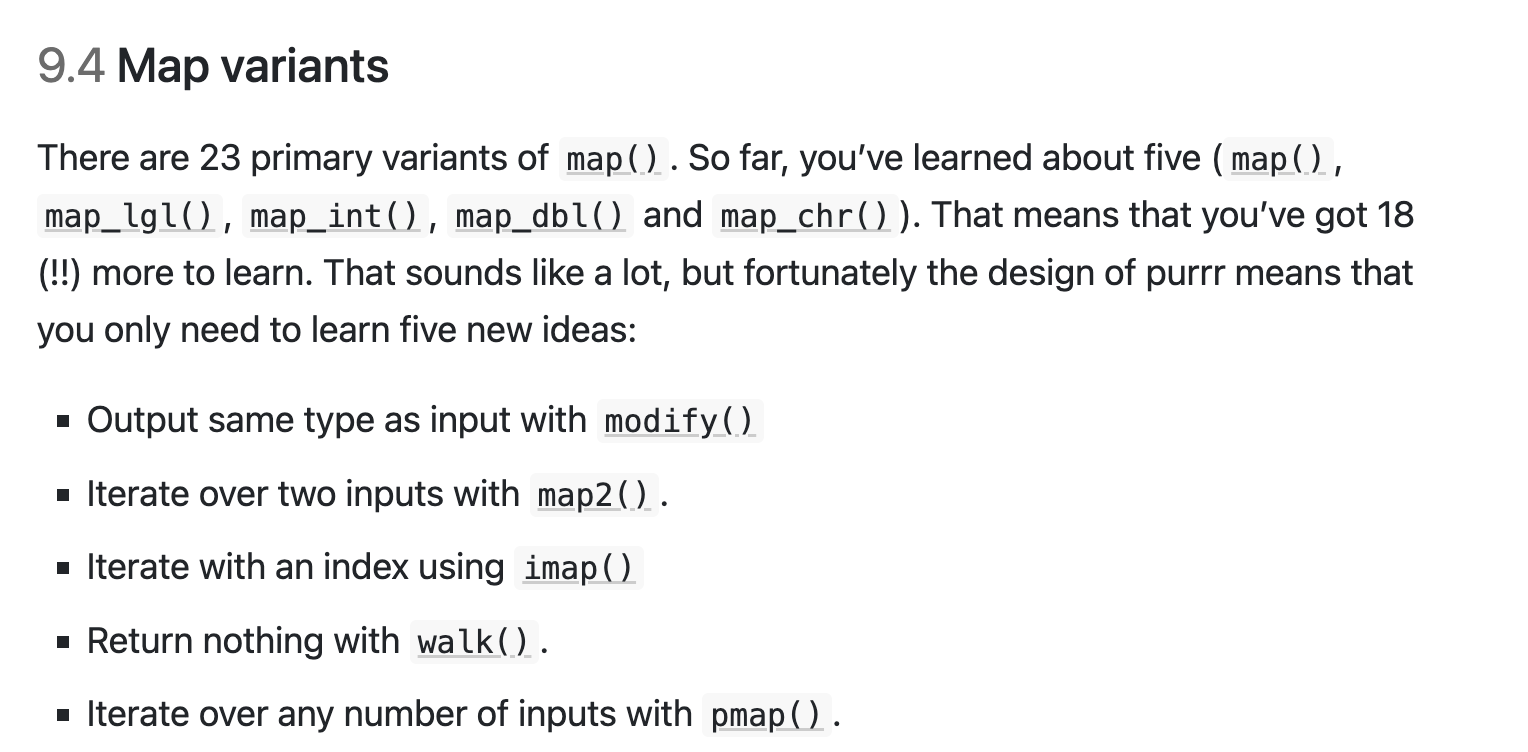 9.4 Map variants
There are 23 primary variants of map(). So far, you’ve learned about five (map(),
map_lgl(), map_int(), map_dbl() and map_chr()). That means that you’ve got 18
(!!) more to learn. That sounds like a lot, but fortunately the design of purrr means that
you only need to learn five new ideas:
▪ Output same type as input with modify()
▪ Iterate over two inputs with map2().
▪ Iterate with an index using imap()
▪ Return nothing with walk().
▪ Iterate over any number of inputs with pmap().